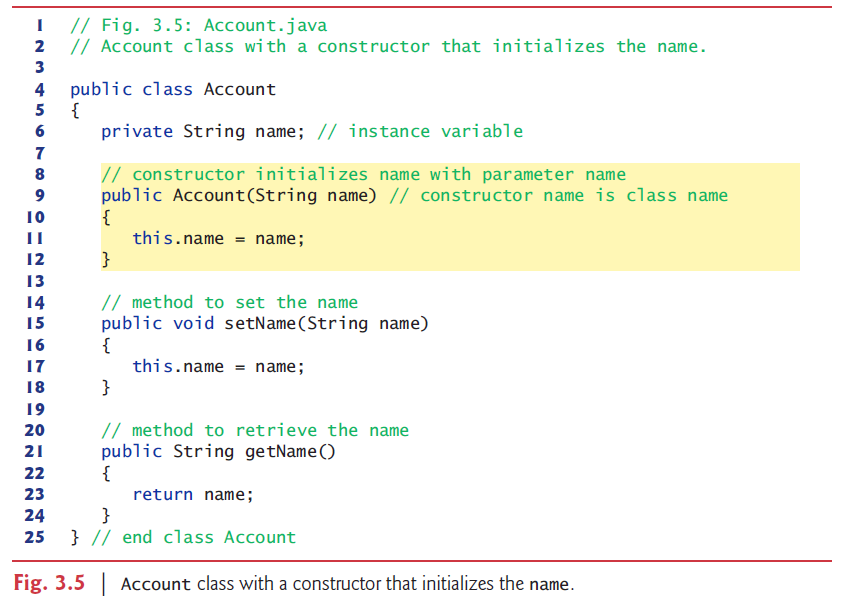 1 // Fig. 3.5: Account.java
2 // Account class with a constructor that initializes the name.
3
4 public class Account
5 {
6 private String name; // instance variable
7
8 // constructor initializes name with parameter name
9 public Account(String name) // constructor name is class name
10 {
11 this.name = name;
12 }
13
14 // method to set the name
15 public void setName(String name)
16 {
17 this.name = name;
18 }
19
20 // method to retrieve the name
21 public String getName()
22 {
23 return name;
24 }
25 } // end class Account
Fig. 3.5 | Account class with a constructor that initializes the name.